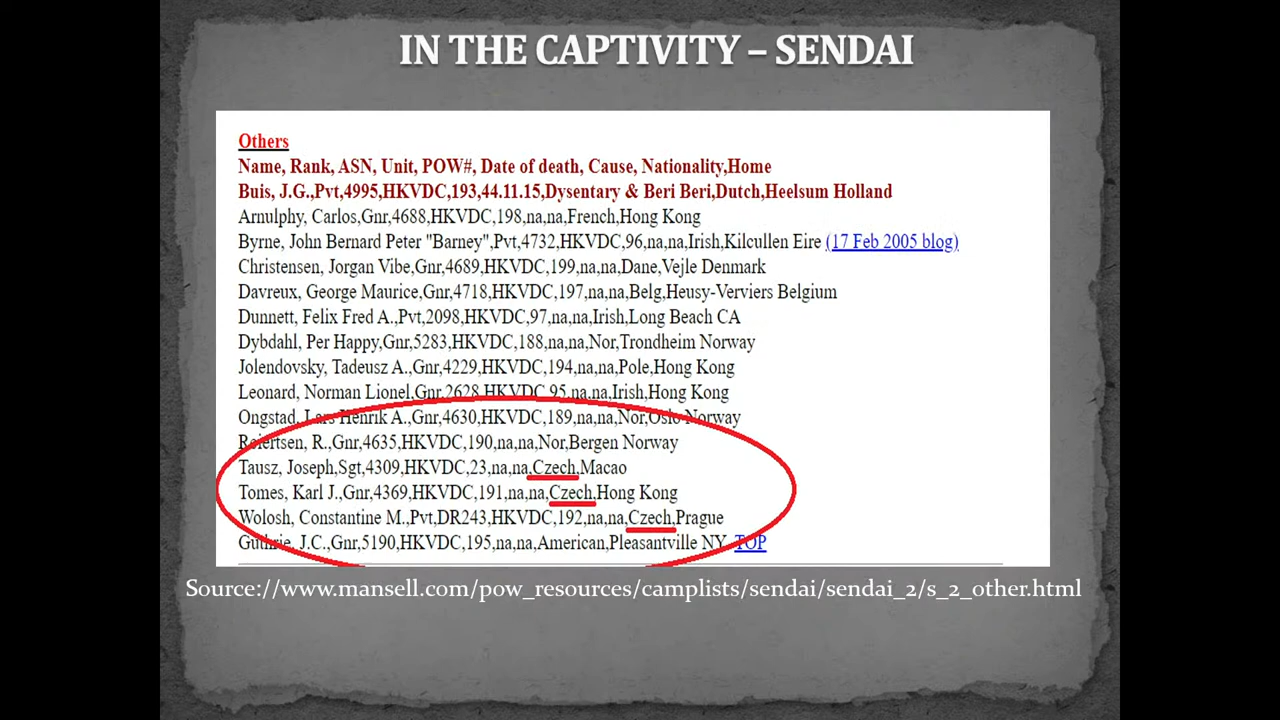 IN THE CAPTIVITY – SENDAI
Others
Name, Rank, ASN, Unit, POW#, Date of death, Cause, Nationality,Home
Buis, J.G.,Pvt,4995,HKVDC,193,44.11.15,Dysentary & Beri Beri,Dutch,Heelsum Holland
Arnulphy, Carlos,Gnr,4688,HKVDC,198,na,na,French,Hong Kong
Byrne, John Bernard Peter "Barney",Pvt,4732,HKVDC,96,na,na,Irish,Kilcullen Eire (17 Feb 2005 blog)
Christensen, Jorgan Vibe,Gnr,4689,HKVDC,199,na,na,Dane,Vejle Denmark
Davreux, George Maurice,Gnr,4718,HKVDC,197,na,na,Belg,Heusy-Verviers Belgium
Dunnett, Felix Fred A.,Pvt,2098,HKVDC,97,na,na,Irish,Long Beach CA
Dybdahl, Per Happy,Gnr,5283,HKVDC,188,na,na,Nor,Trondheim Norway
Jolendovsky, Tadeusz A.,Gnr,4229,HKVDC,194,na,na,Pole,Hong Kong
Leonard, Norman Lionel,Gnr,2628,HKVDC,95,na,na,Irish,Hong Kong
Ongstad, Lars Henrik A.,Gnr,4630,HKVDC,189,na,na,Nor,Oslo Norway
Reiertsen, R.,Gnr,4635,HKVDC,190,na,na,Nor,Bergen Norway
Tausz, Joseph,Sgt,4309,HKVDC,23,na,na,Czech,Macao
Tomes, Karl J.,Gnr,4369,HKVDC,191,na,na,Czech,Hong Kong
Wolosh, Constantine M.,Pvt,DR243,HKVDC,192,na,na,Czech,Prague
Guthrie, J.C.,Gnr,5190,HKVDC,195,na,na,American,Pleasantville NY, TOP
Source://www.mansell.com/pow_resources/camplists/sendai/sendai_2/s_2_other.html